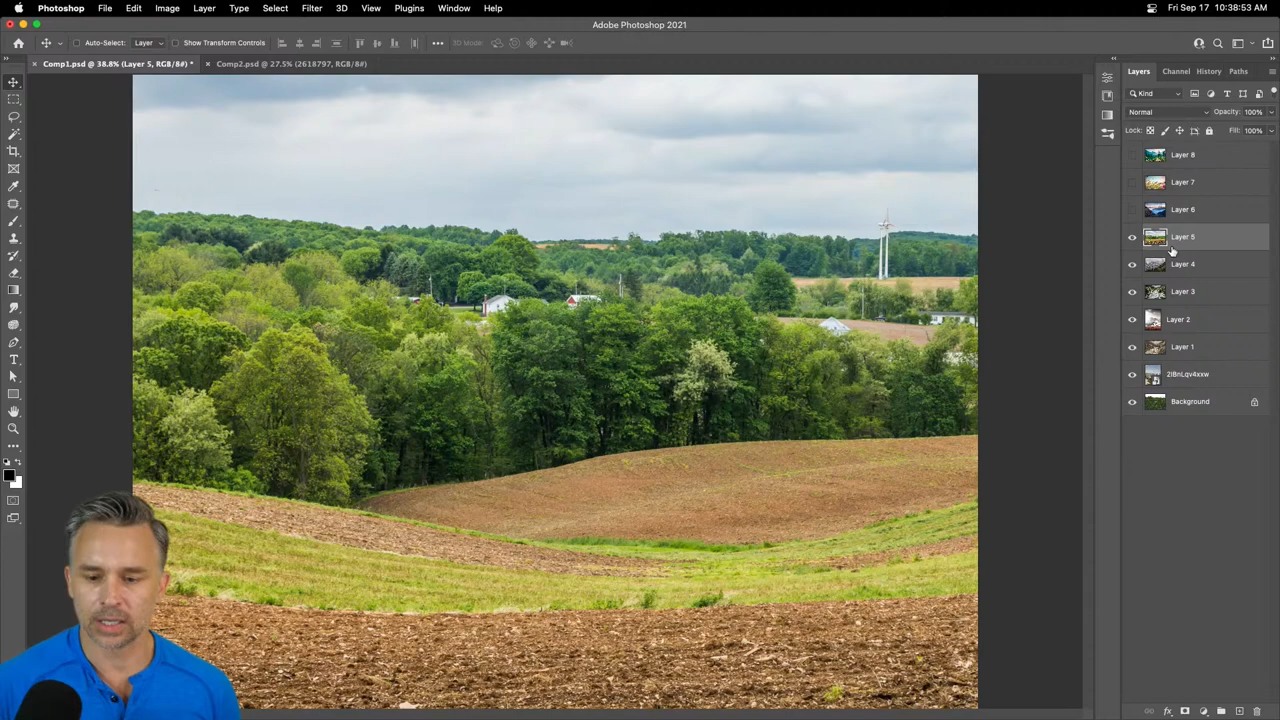 Photoshop File Edit Image Layer Type Select Filter 3D View Plugins Window Help Fri Sep 17 10:38:53 AM
Adobe Photoshop 2021
Auto-Select: Layer Show Transform Controls 3D Mode:
Comp1.psd @ 38.8% (Layer 5, RGB/8#) * Comp2.psd @ 27.5% (2618797, RGB/8#)
Layers Channel History Paths
Kind
Normal Opacity: 100%
Lock: Fill: 100%
Layer 8
Layer 7
Layer 6
Layer 5
Layer 4
Layer 3
Layer 2
Layer 1
2IBnLqv4xxw
Background